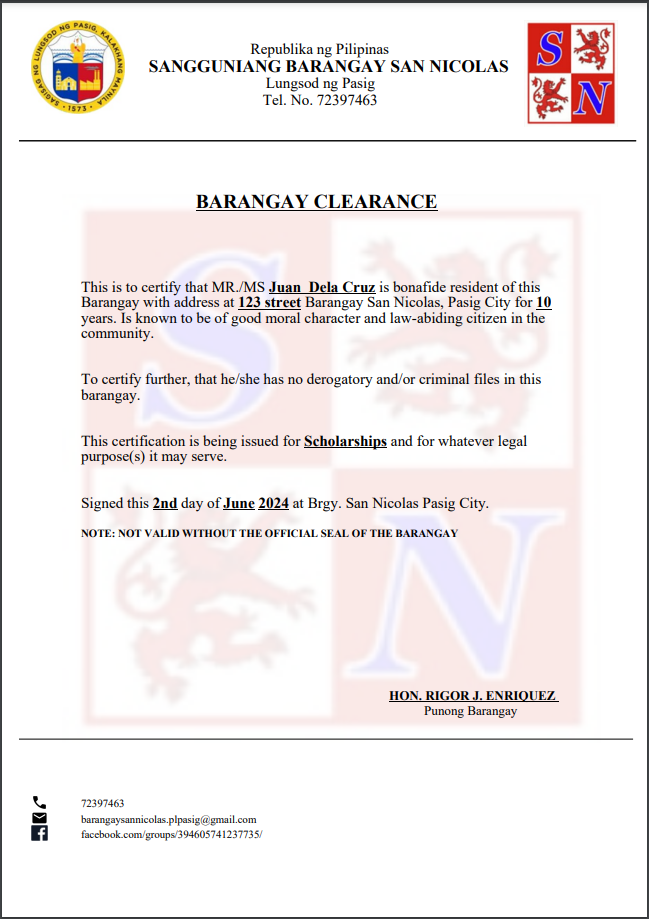 SAGISAG NG LUNGSOD NG PASIG, KALAKHANG MAYNILA
• 1573 •
Republika ng Pilipinas
SANGGUNIANG BARANGAY SAN NICOLAS
Lungsod ng Pasig
Tel. No. 72397463
S
N
BARANGAY CLEARANCE
This is to certify that MR./MS Juan Dela Cruz is bonafide resident of this
Barangay with address at 123 street Barangay San Nicolas, Pasig City for 10
years. Is known to be of good moral character and law-abiding citizen in the
community.
To certify further, that he/she has no derogatory and/or criminal files in this
barangay.
This certification is being issued for Scholarships and for whatever legal
purpose(s) it may serve.
Signed this 2nd day of June 2024 at Brgy. San Nicolas Pasig City.
NOTE: NOT VALID WITHOUT THE OFFICIAL SEAL OF THE BARANGAY
S
N
HON. RIGOR J. ENRIQUEZ
Punong Barangay
72397463
barangaysannicolas.plpasig@gmail.com
facebook.com/groups/394605741237735/